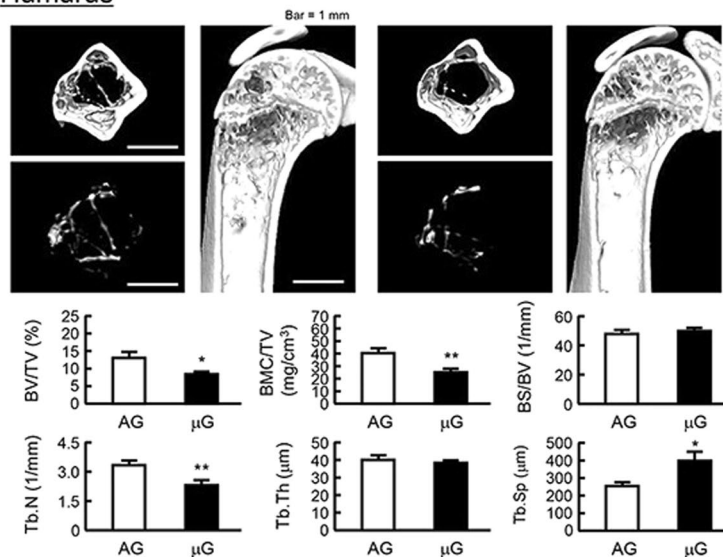 Bar = 1 mm
25
20
15
10
5
0
BV/TV (%)
*
AG
μG
70
60
50
40
30
20
10
0
BMC/TV
(mg/cm³)
**
AG
μG
60
40
20
0
BS/BV (1/mm)
AG
μG
4.5
3.0
1.5
0
Tb.N (1/mm)
**
AG
μG
50
40
30
20
10
0
Tb.Th (μm)
AG
μG
500
400
300
200
100
0
Tb.Sp (μm)
*
AG
μG